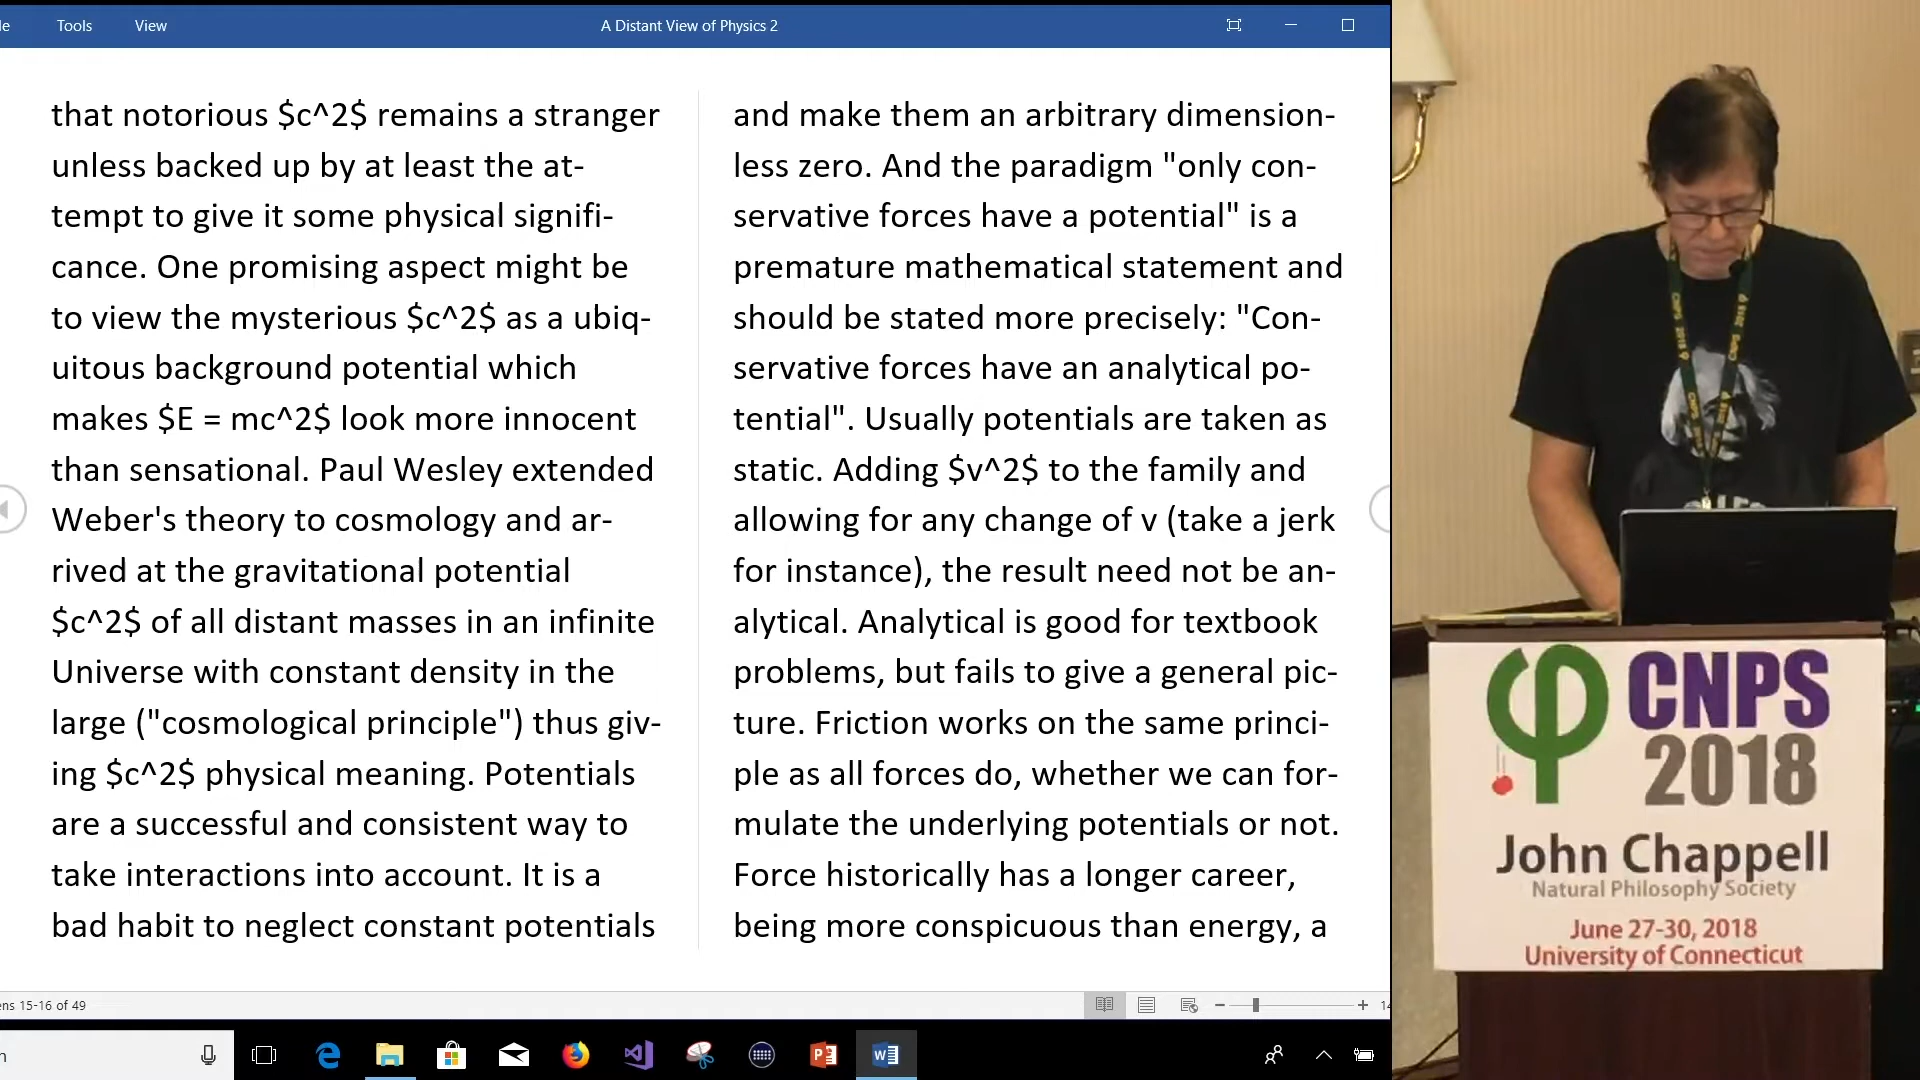 le Tools View A Distant View of Physics 2
that notorious $c^2$ remains a stranger
unless backed up by at least the at-
tempt to give it some physical signifi-
cance. One promising aspect might be
to view the mysterious $c^2$ as a ubiq-
uitous background potential which
makes $E = mc^2$ look more innocent
than sensational. Paul Wesley extended
Weber's theory to cosmology and ar-
rived at the gravitational potential
$c^2$ of all distant masses in an infinite
Universe with constant density in the
large ("cosmological principle") thus giv-
ing $c^2$ physical meaning. Potentials
are a successful and consistent way to
take interactions into account. It is a
bad habit to neglect constant potentials
and make them an arbitrary dimension-
less zero. And the paradigm "only con-
servative forces have a potential" is a
premature mathematical statement and
should be stated more precisely: "Con-
servative forces have an analytical po-
tential". Usually potentials are taken as
static. Adding $v^2$ to the family and
allowing for any change of v (take a jerk
for instance), the result need not be an-
alytical. Analytical is good for textbook
problems, but fails to give a general pic-
ture. Friction works on the same princi-
ple as all forces do, whether we can for-
mulate the underlying potentials or not.
Force historically has a longer career,
being more conspicuous than energy, a
ens 15-16 of 49
CNPS
2018
John Chappell
Natural Philosophy Society
June 27-30, 2018
University of Connecticut